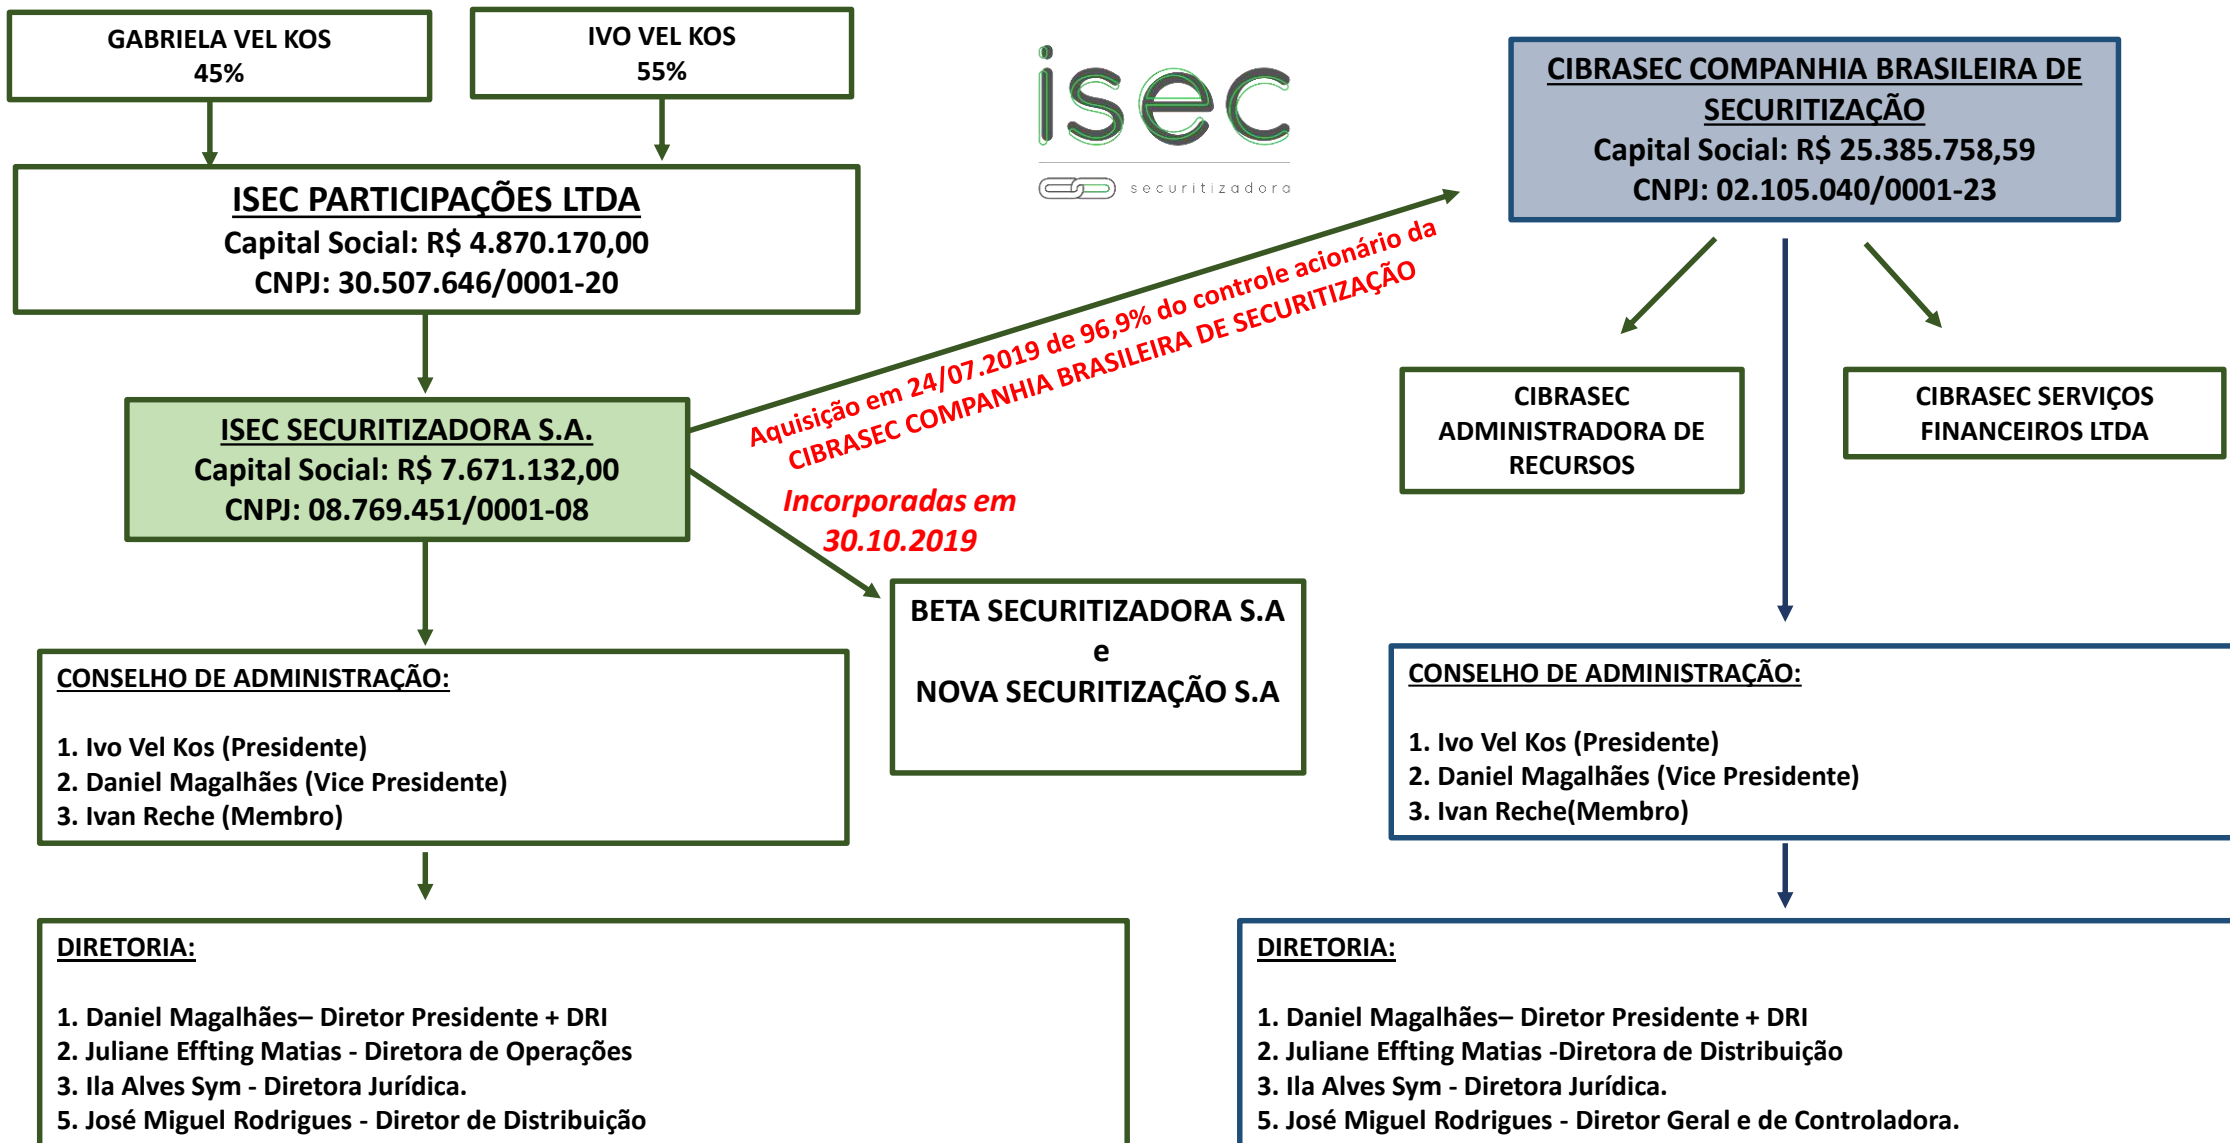 GABRIELA VEL KOS
45%
IVO VEL KOS
55%
isec
securitizadora
CIBRASEC COMPANHIA BRASILEIRA DE
SECURITIZAÇÃO
Capital Social: R$ 25.385.758,59
CNPJ: 02.105.040/0001-23
ISEC PARTICIPAÇÕES LTDA
Capital Social: R$ 4.870.170,00
CNPJ: 30.507.646/0001-20
Aquisição em 24/07.2019 de 96,9% do controle acionário da
CIBRASEC COMPANHIA BRASILEIRA DE SECURITIZAÇÃO
ISEC SECURITIZADORA S.A.
Capital Social: R$ 7.671.132,00
CNPJ: 08.769.451/0001-08
CIBRASEC
ADMINISTRADORA DE
RECURSOS
CIBRASEC SERVIÇOS
FINANCEIROS LTDA
Incorporadas em
30.10.2019
BETA SECURITIZADORA S.A
e
NOVA SECURITIZAÇÃO S.A
CONSELHO DE ADMINISTRAÇÃO:
1. Ivo Vel Kos (Presidente)
2. Daniel Magalhães (Vice Presidente)
3. Ivan Reche (Membro)
CONSELHO DE ADMINISTRAÇÃO:
1. Ivo Vel Kos (Presidente)
2. Daniel Magalhães (Vice Presidente)
3. Ivan Reche(Membro)
DIRETORIA:
1. Daniel Magalhães– Diretor Presidente + DRI
2. Juliane Effting Matias - Diretora de Operações
3. Ila Alves Sym - Diretora Jurídica.
5. José Miguel Rodrigues - Diretor de Distribuição
DIRETORIA:
1. Daniel Magalhães– Diretor Presidente + DRI
2. Juliane Effting Matias -Diretora de Distribuição
3. Ila Alves Sym - Diretora Jurídica.
5. José Miguel Rodrigues - Diretor Geral e de Controladora.